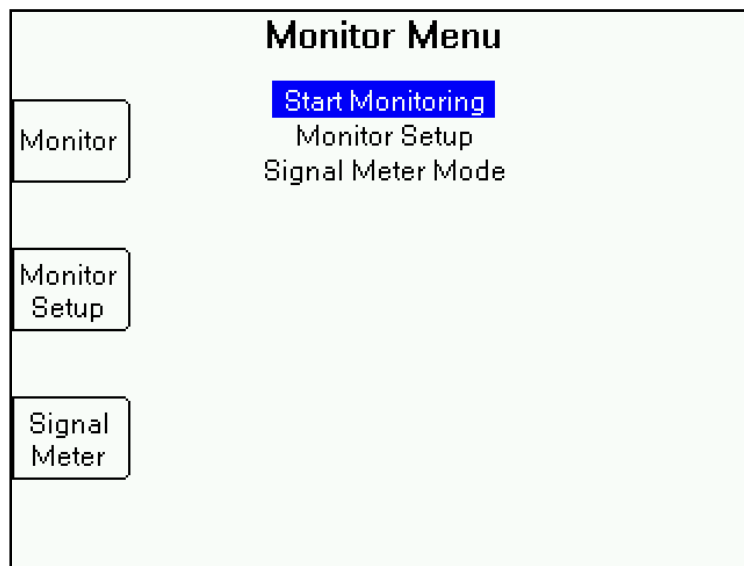 Monitor Menu
Start Monitoring
Monitor Setup
Signal Meter Mode
Monitor
Monitor
Setup
Signal
Meter